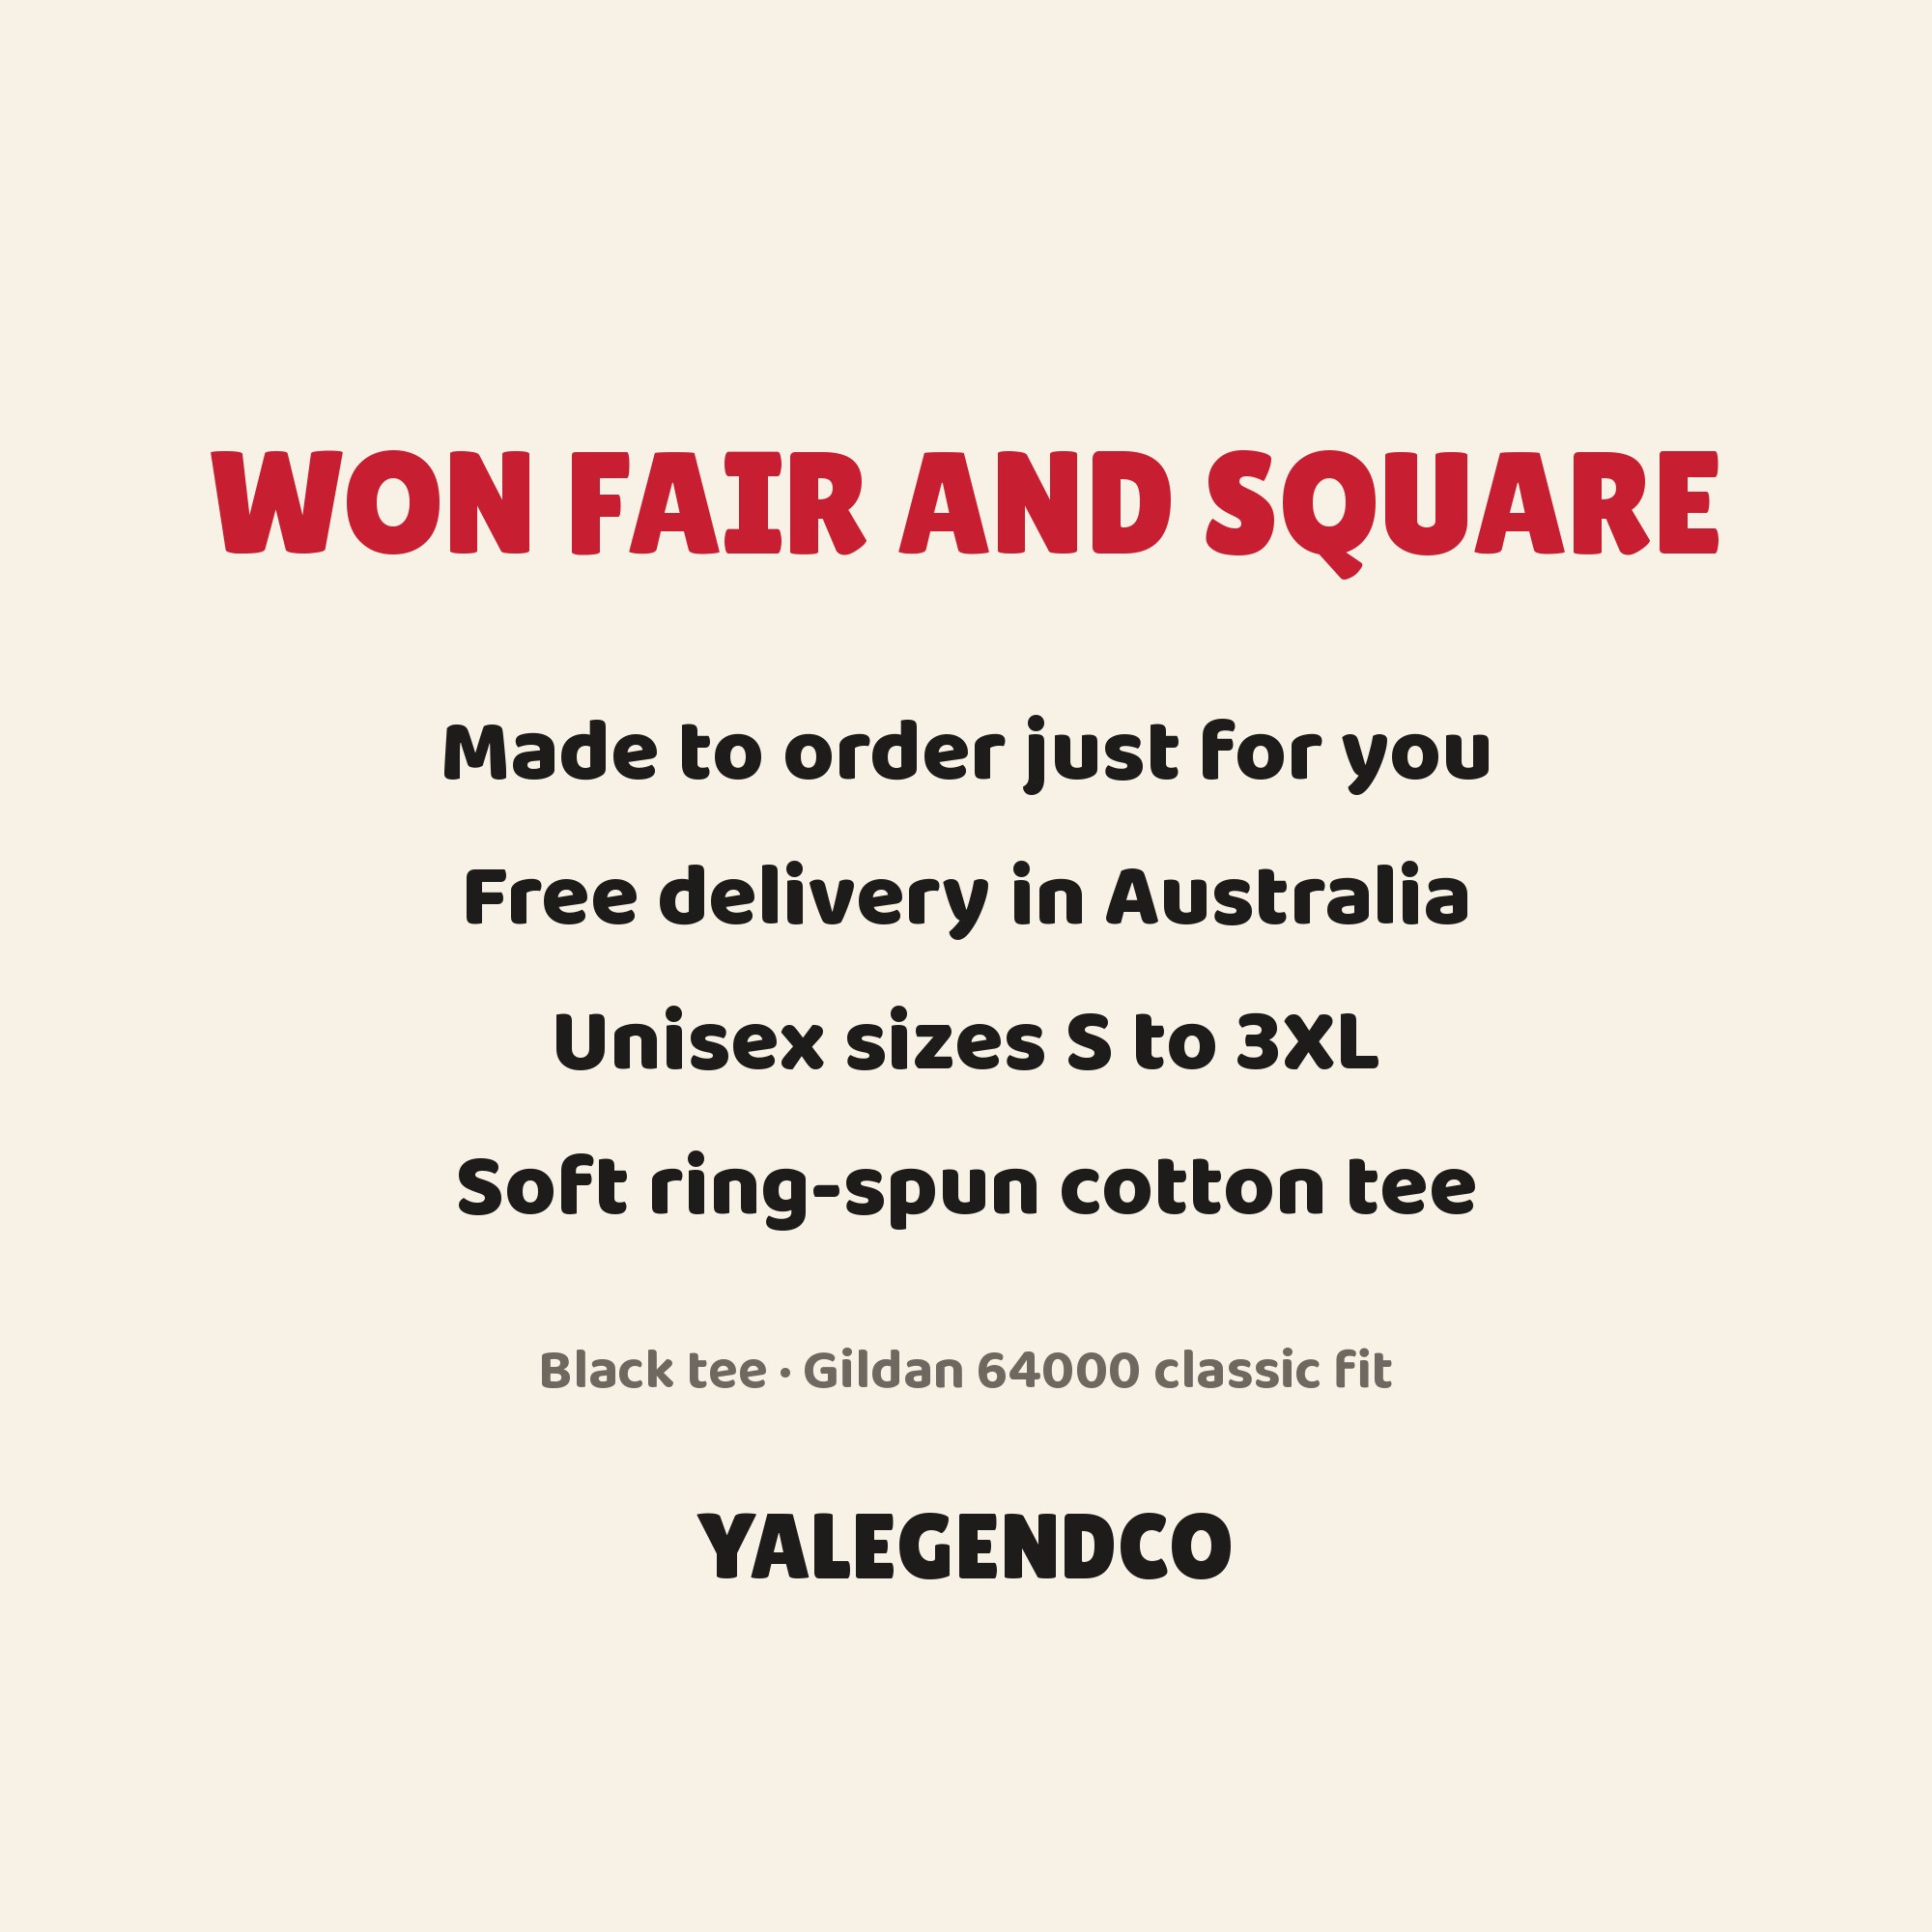 WON FAIR AND SQUARE
Made to order just for you
Free delivery in Australia
Unisex sizes S to 3XL
Soft ring-spun cotton tee
Black tee • Gildan 64000 classic fit
YALEGENDCO